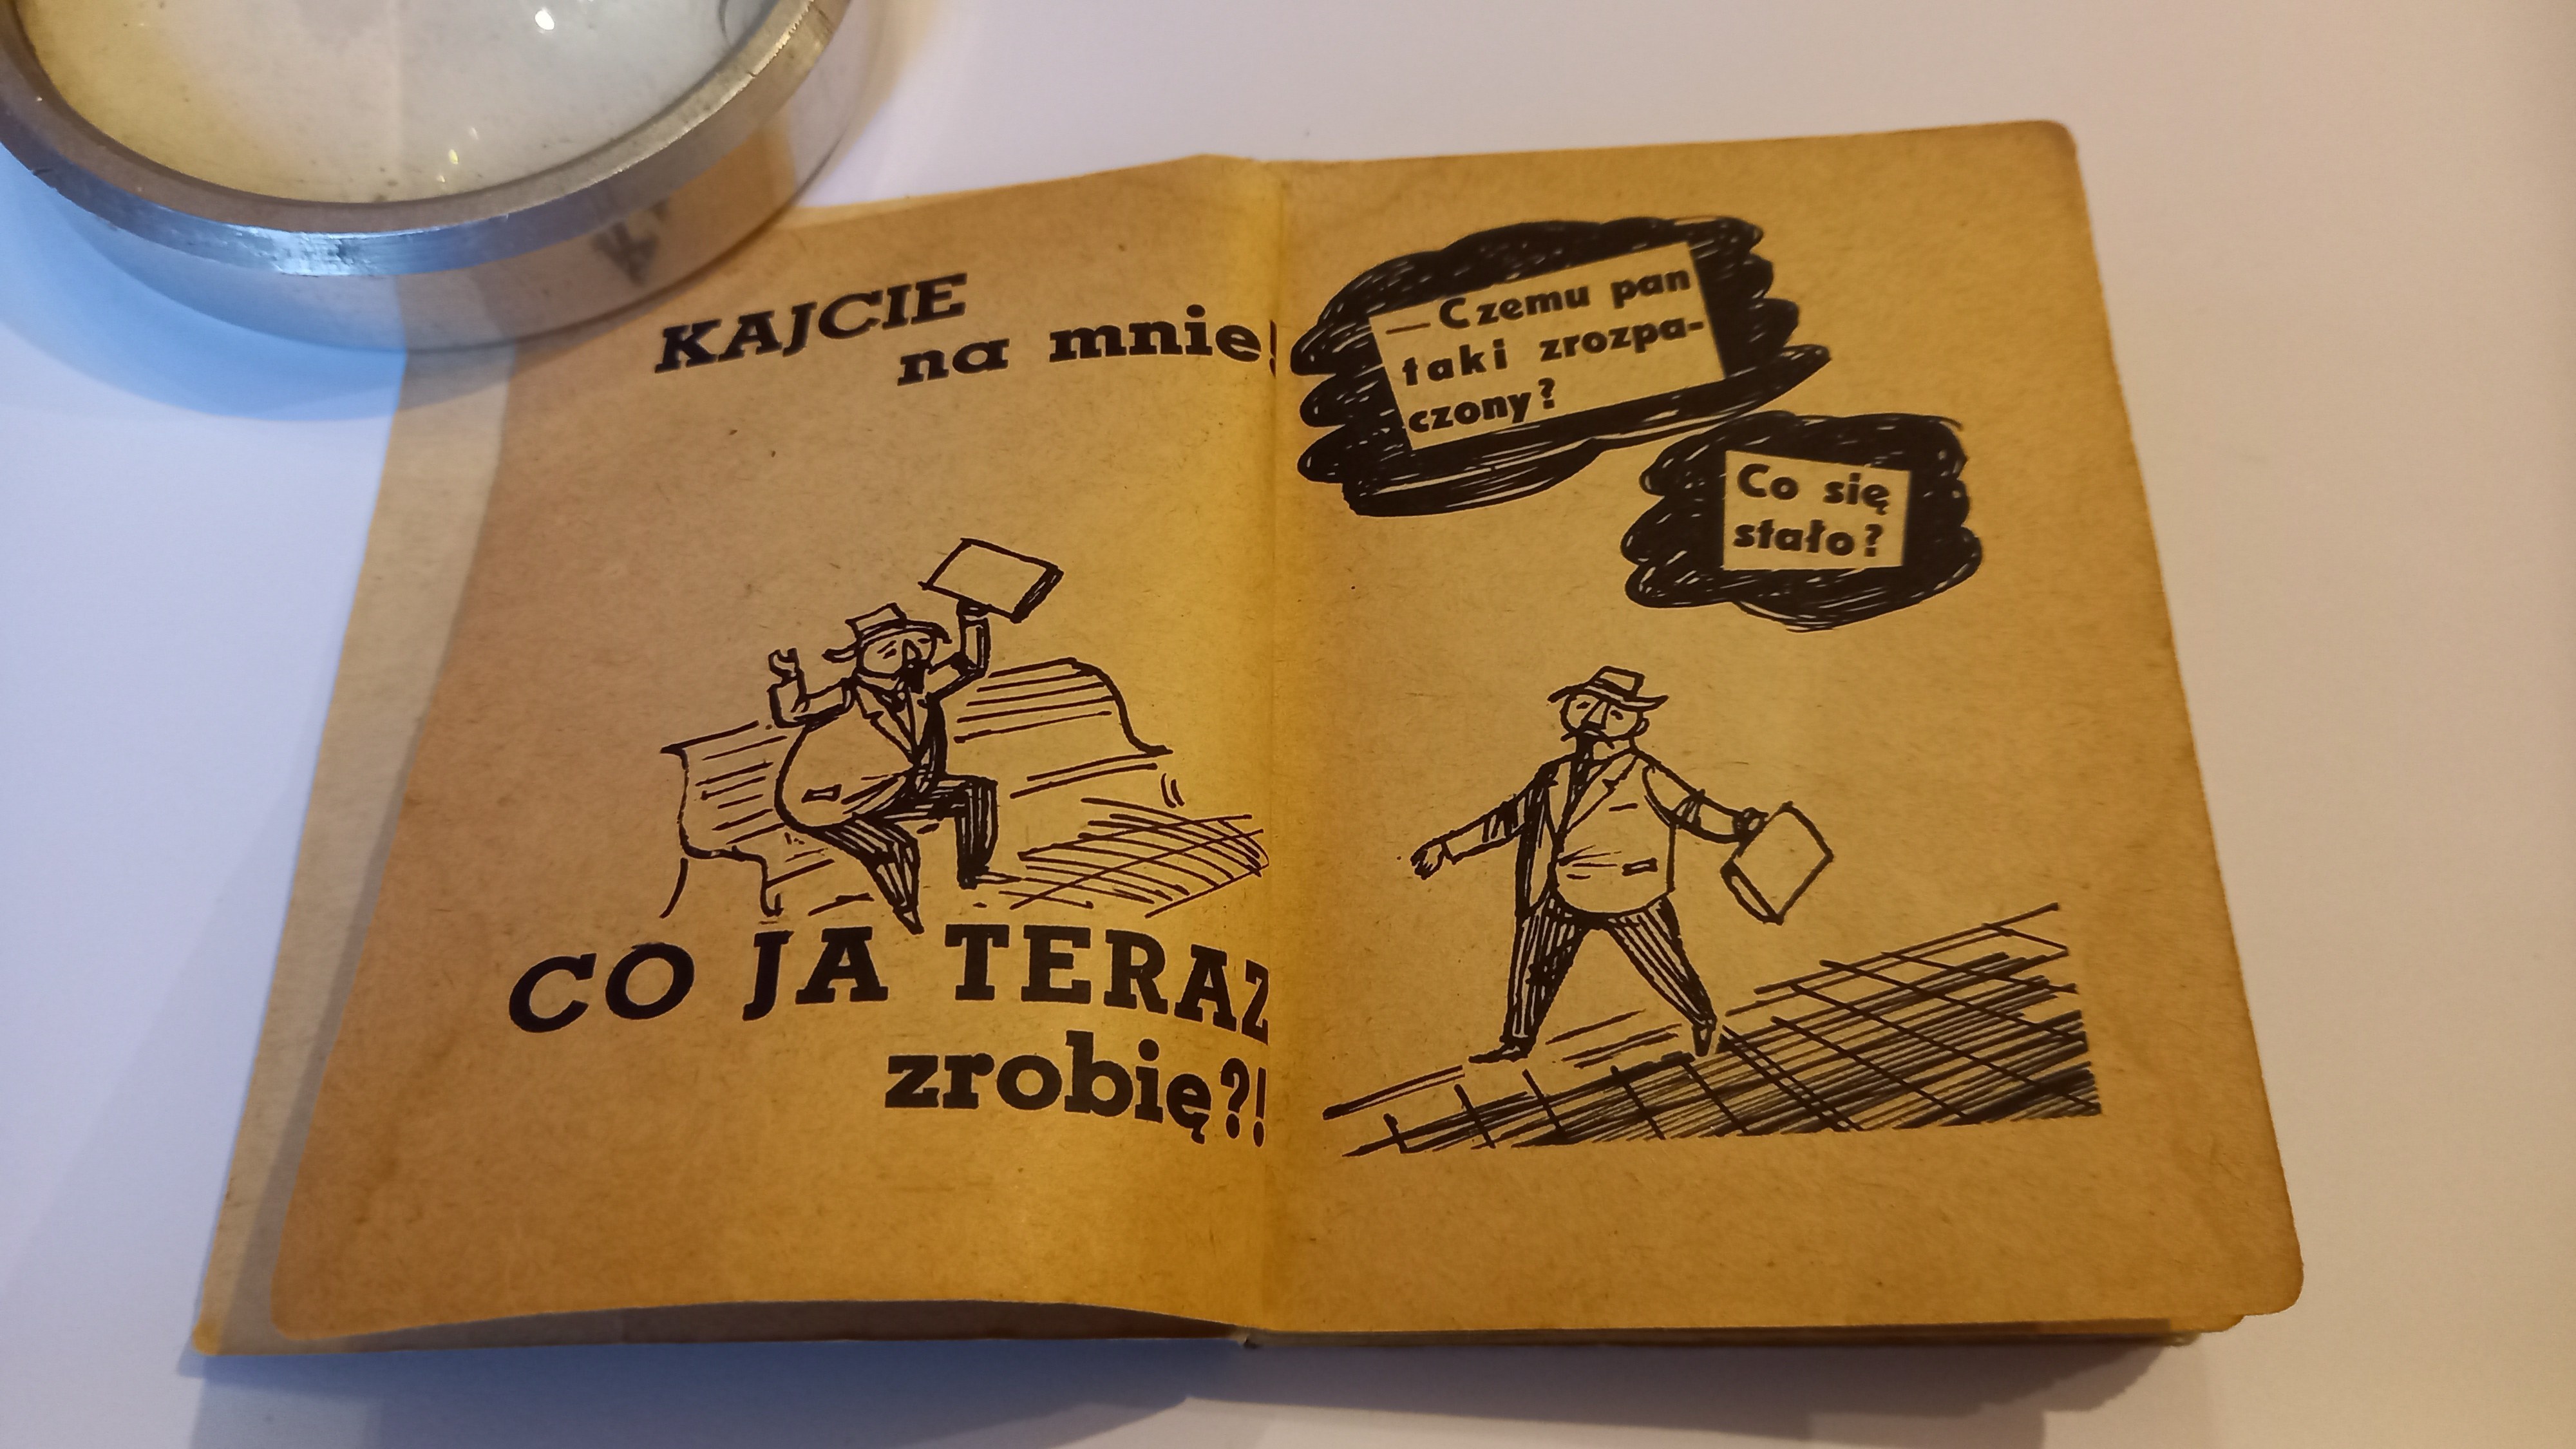 KAJCIE
na mnie!
CO JA TERAZ
zrobię?!
— Czemu pan
taki zrozpa-
czony?
Co się
stało?